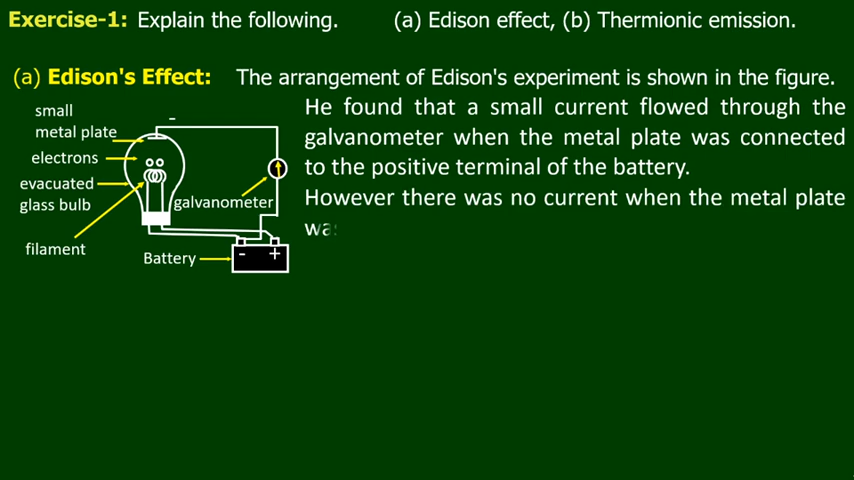 Exercise-1: Explain the following. (a) Edison effect, (b) Thermionic emission.
(a) Edison's Effect: The arrangement of Edison's experiment is shown in the figure.
small
metal plate
electrons
evacuated
glass bulb
filament
-
galvanometer
Battery
- +
He found that a small current flowed through the
galvanometer when the metal plate was connected
to the positive terminal of the battery.
However there was no current when the metal plate
was